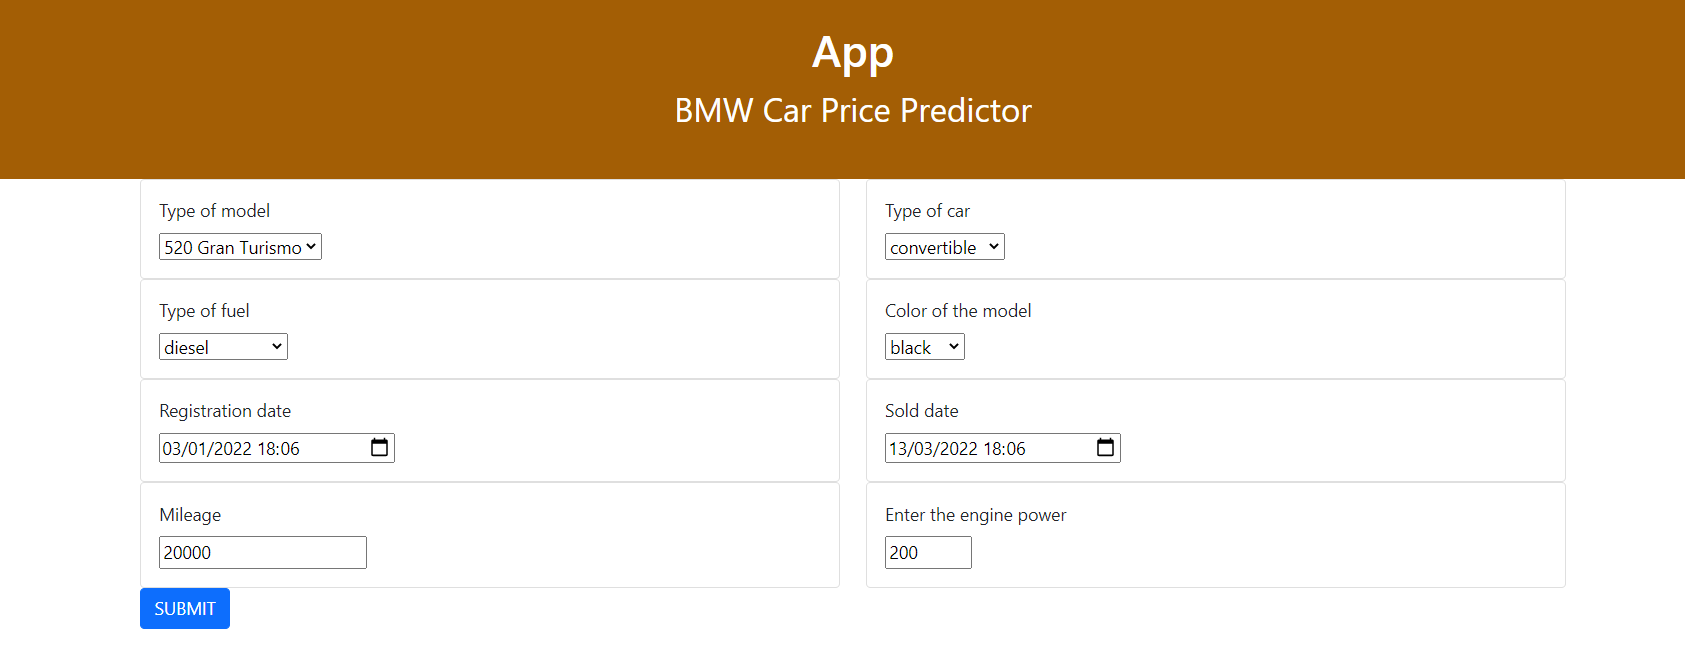 App
BMW Car Price Predictor
Type of model
520 Gran Turismo
Type of car
convertible
Type of fuel
diesel
Color of the model
black
Registration date
03/01/2022 18:06
Sold date
13/03/2022 18:06
Mileage
20000
Enter the engine power
200
SUBMIT